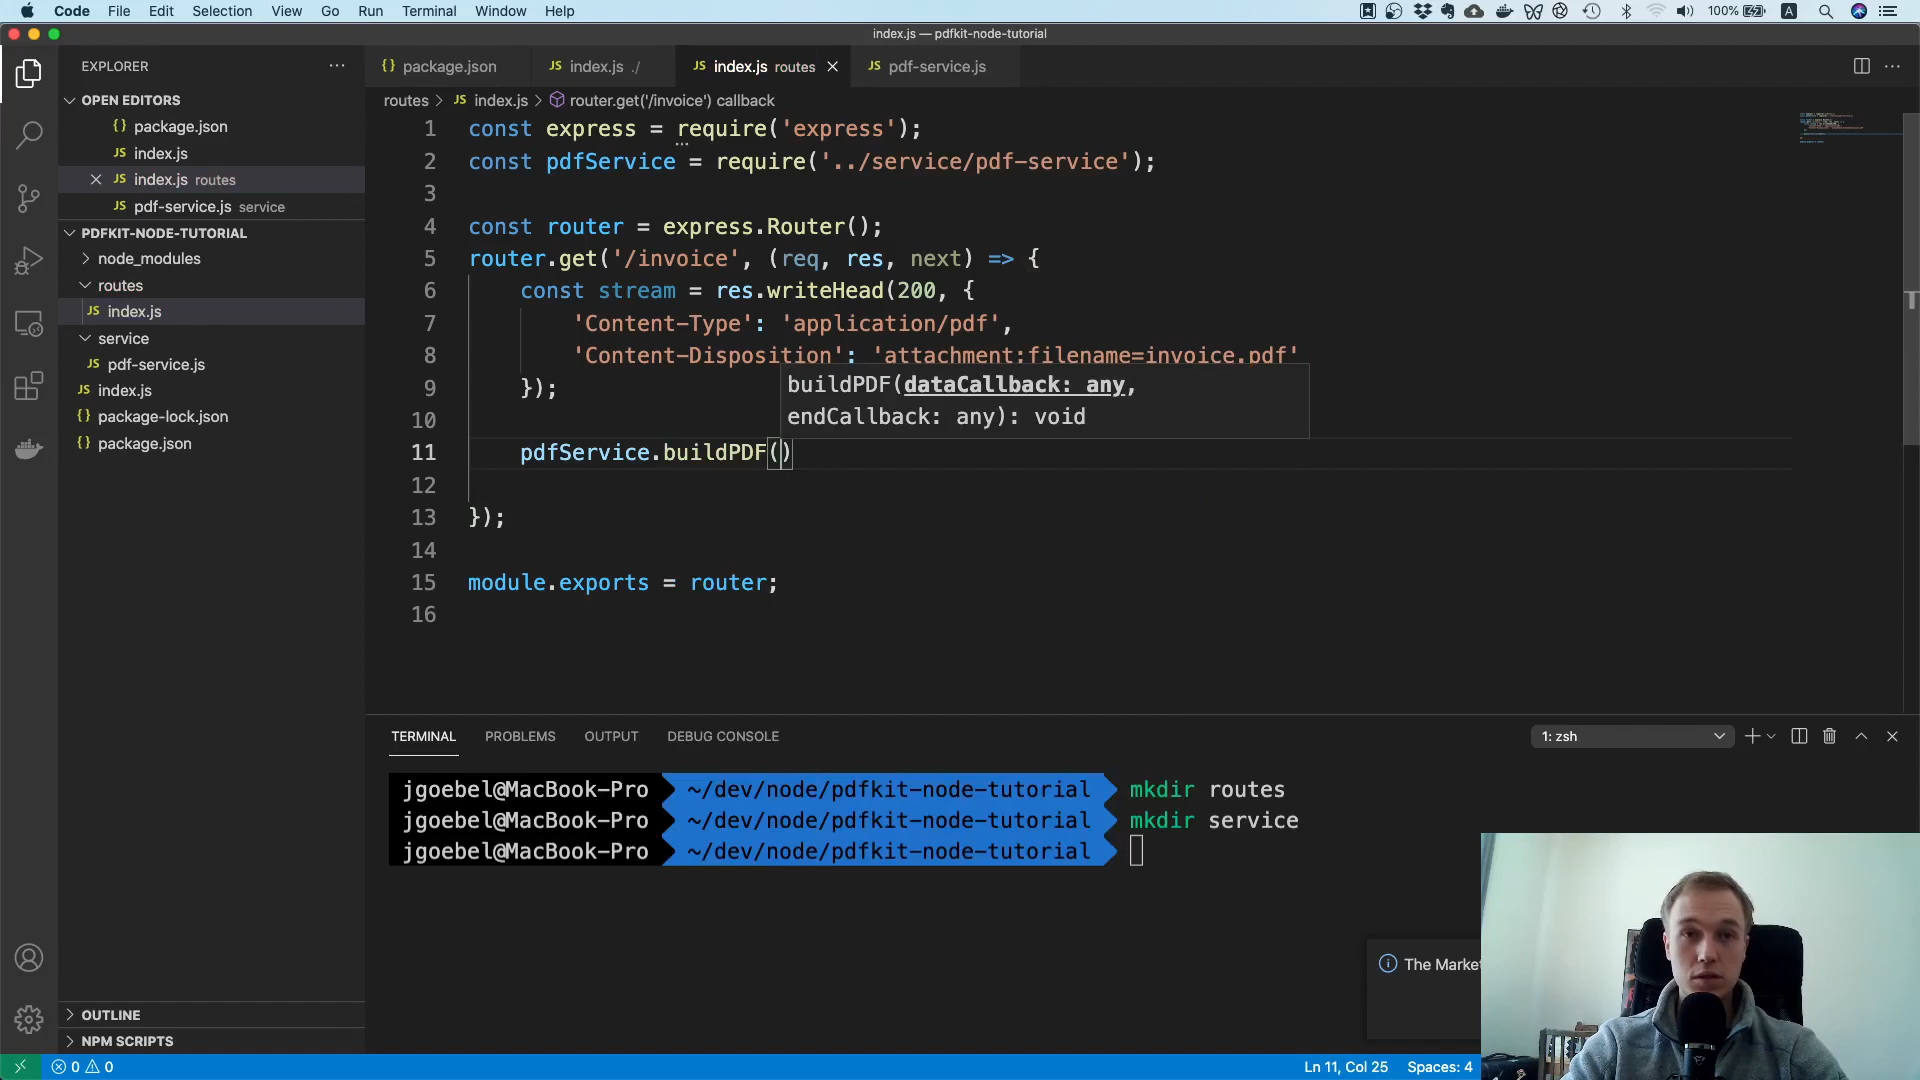 Code File Edit Selection View Go Run Terminal Window Help 100% A
index.js — pdfkit-node-tutorial
EXPLORER
package.json
index.js ./
index.js routes
pdf-service.js
OPEN EDITORS
package.json
index.js
index.js routes
pdf-service.js service
PDFKIT-NODE-TUTORIAL
node_modules
routes
index.js
service
pdf-service.js
index.js
package-lock.json
package.json
OUTLINE
NPM SCRIPTS
routes > JS index.js > router.get('/invoice') callback
1 const express = require('express');
2 const pdfService = require('../service/pdf-service');
3
4 const router = express.Router();
5 router.get('/invoice', (req, res, next) => {
6 const stream = res.writeHead(200, {
7 'Content-Type': 'application/pdf',
8 'Content-Disposition': 'attachment;filename=invoice.pdf'
9 });
buildPDF(dataCallback: any,
10
endCallback: any): void
11 pdfService.buildPDF()
12
13 });
14
15 module.exports = router;
16
TERMINAL PROBLEMS OUTPUT DEBUG CONSOLE 1: zsh
jgoebel@MacBook-Pro ~/dev/node/pdfkit-node-tutorial mkdir routes
jgoebel@MacBook-Pro ~/dev/node/pdfkit-node-tutorial mkdir service
jgoebel@MacBook-Pro ~/dev/node/pdfkit-node-tutorial
The Marke
0 0 Ln 11, Col 25 Spaces: 4